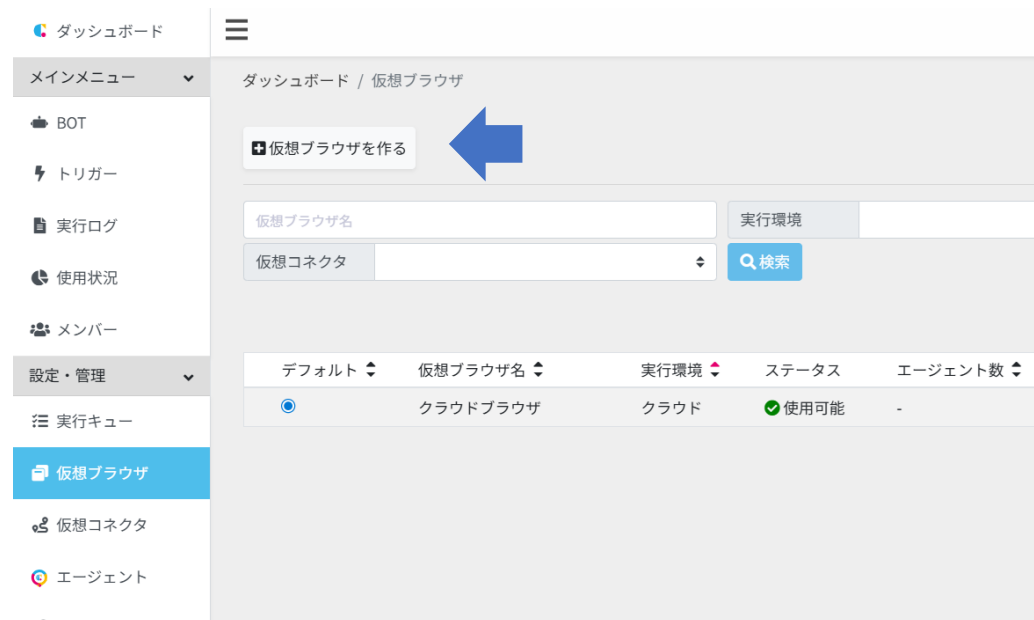 ダッシュボード
メインメニュー
BOT
トリガー
実行ログ
使用状況
メンバー
設定・管理
実行キュー
仮想ブラウザ
仮想コネクタ
エージェント
ダッシュボード / 仮想ブラウザ
仮想ブラウザを作る
仮想ブラウザ名 実行環境
仮想コネクタ 検索
デフォルト 仮想ブラウザ名 実行環境 ステータス エージェント数
クラウドブラウザ クラウド 使用可能 -